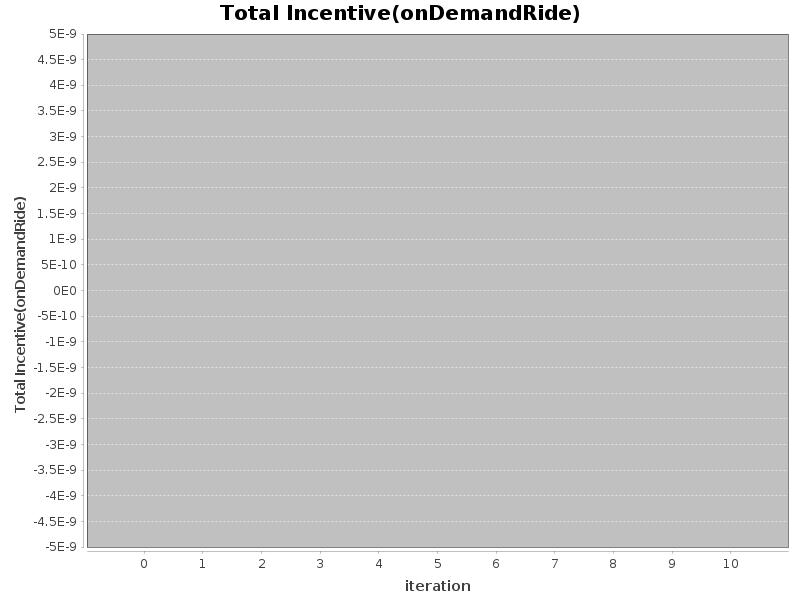 Total Incentive(onDemandRide)
5E-9
4.5E-9
4E-9
3.5E-9
3E-9
2.5E-9
2E-9
1.5E-9
1E-9
5E-10
0E0
-5E-10
-1E-9
-1.5E-9
-2E-9
-2.5E-9
-3E-9
-3.5E-9
-4E-9
-4.5E-9
-5E-9
Total Incentive(onDemandRide)
0 1 2 3 4 5 6 7 8 9 10
iteration